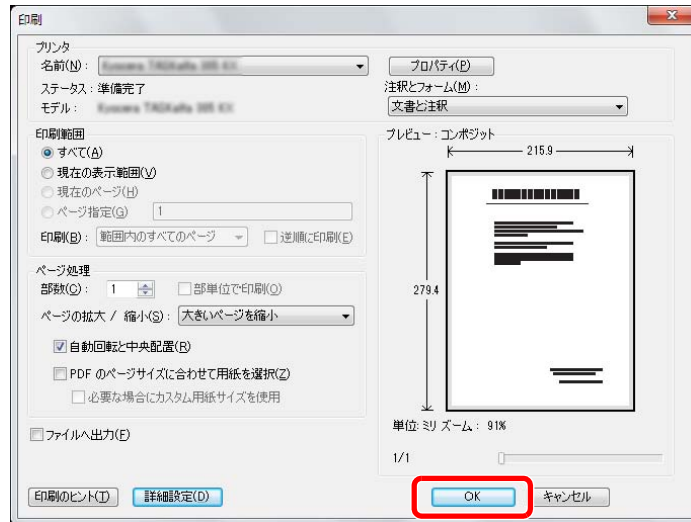 印刷
プリンタ
名前(N):
プロパティ(P)
ステータス: 準備完了
注釈とフォーム(M):
モデル:
文書と注釈
印刷範囲
すべて(A)
現在の表示範囲(V)
現在のページ(H)
ページ指定(G) 1
印刷(B): 範囲内のすべてのページ 逆順に印刷(E)
ページ処理
部数(C): 1 部単位で印刷(O)
ページの拡大 / 縮小(S): 大きいページを縮小
自動回転と中央配置(R)
PDF のページサイズに合わせて用紙を選択(Z)
必要な場合にカスタム用紙サイズを使用
ファイルへ出力(F)
プレビュー: コンポジット
215.9
279.4
単位: ミリ ズーム: 91%
1/1
印刷のヒント(T) 詳細設定(D) OK キャンセル